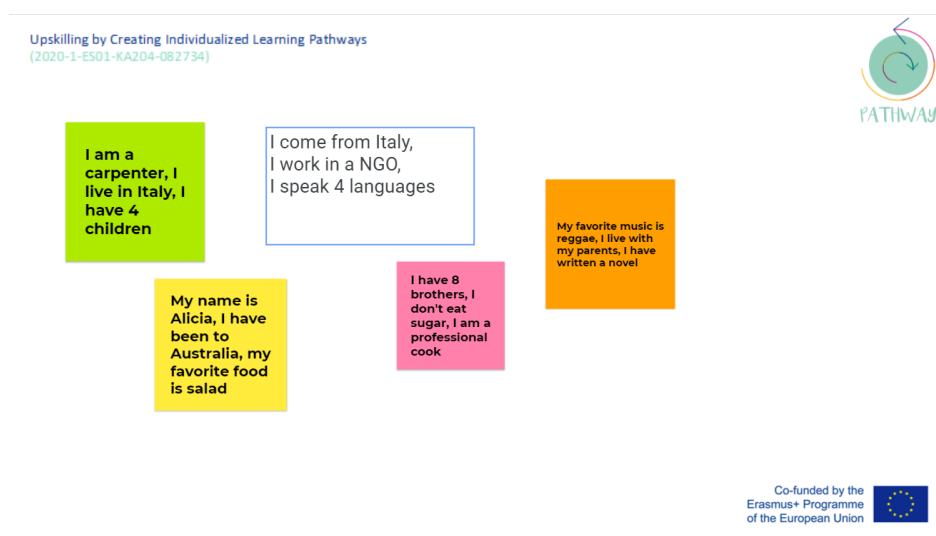 Upskilling by Creating Individualized Learning Pathways
(2020-1-ES01-KA204-082734)
PATHWAY
I am a
carpenter, I
live in Italy, I
have 4
children
I come from Italy,
I work in a NGO,
I speak 4 languages
My favorite music is
reggae, I live with
my parents, I have
written a novel
My name is
Alicia, I have
been to
Australia, my
favorite food
is salad
I have 8
brothers, I
don't eat
sugar, I am a
professional
cook
Co-funded by the
Erasmus+ Programme
of the European Union